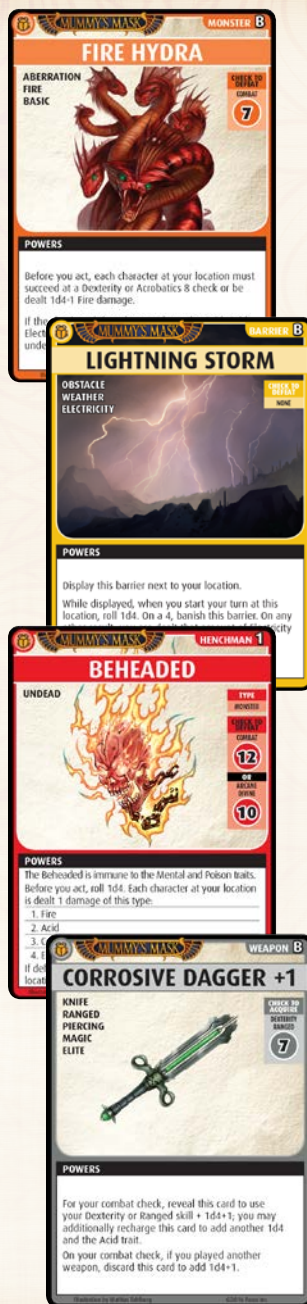 MUMMY'S MASK
MONSTER B
FIRE HYDRA
ABERRATION
FIRE
BASIC
CHECK TO
DEFEAT
COMBAT
7
POWERS
Before you act, each character at your location must
succeed at a Dexterity or Acrobatics 8 check or be
dealt 1d4-1 Fire damage.
If the
MUMMY'S MASK
BARRIER B
LIGHTNING STORM
OBSTACLE
WEATHER
ELECTRICITY
CHECK TO
DEFEAT
NONE
POWERS
Display this barrier next to your location.
While displayed, when you start your turn at this
location, roll 1d4. On a 4, banish this barrier. On any
MUMMY'S MASK
HENCHMAN 1
BEHEADED
UNDEAD
TYPE
MONSTER
CHECK TO
DEFEAT
COMBAT
12
OR
ARCANE
DIVINE
10
POWERS
The Beheaded is immune to the Mental and Poison traits.
Before you act, roll 1d4. Each character at your location
is dealt 1 damage of this type:
1. Fire
2. Acid
3.
4.
MUMMY'S MASK
WEAPON B
CORROSIVE DAGGER +1
KNIFE
RANGED
PIERCING
MAGIC
ELITE
CHECK TO
ACQUIRE
DEXTERITY
RANGED
7
POWERS
For your combat check, reveal this card to use
your Dexterity or Ranged skill + 1d4+1; you may
additionally recharge this card to add another 1d4
and the Acid trait.
On your combat check, if you played another
weapon, discard this card to add 1d4+1.